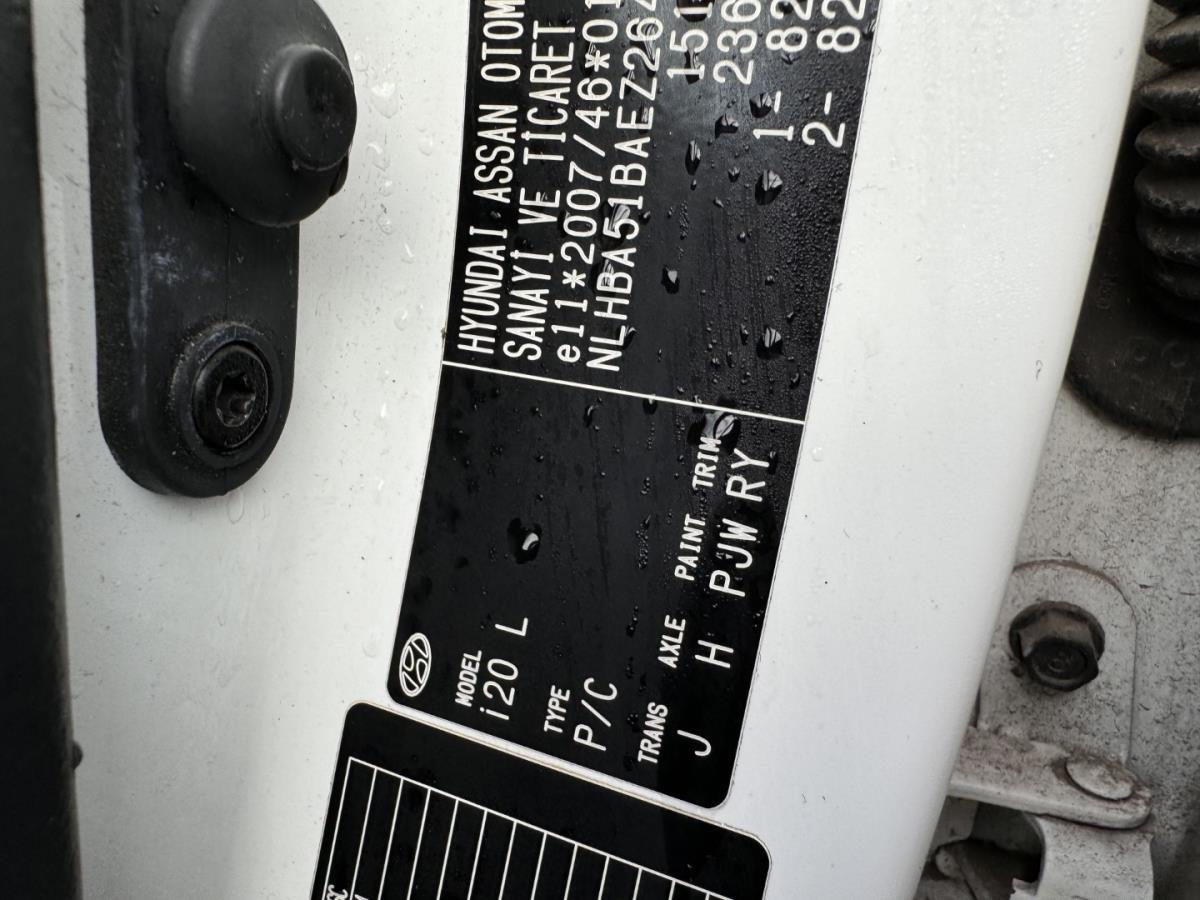 HYUNDAI ASSAN OTOM
SANAYİ VE TİCARET
e11*2007/46*01
NLHBA51BAEZ264
151
236
1- 82
2- 82
MODEL
i20 L
TYPE
P/C
TRANS AXLE PAINT TRIM
J H PJW RY